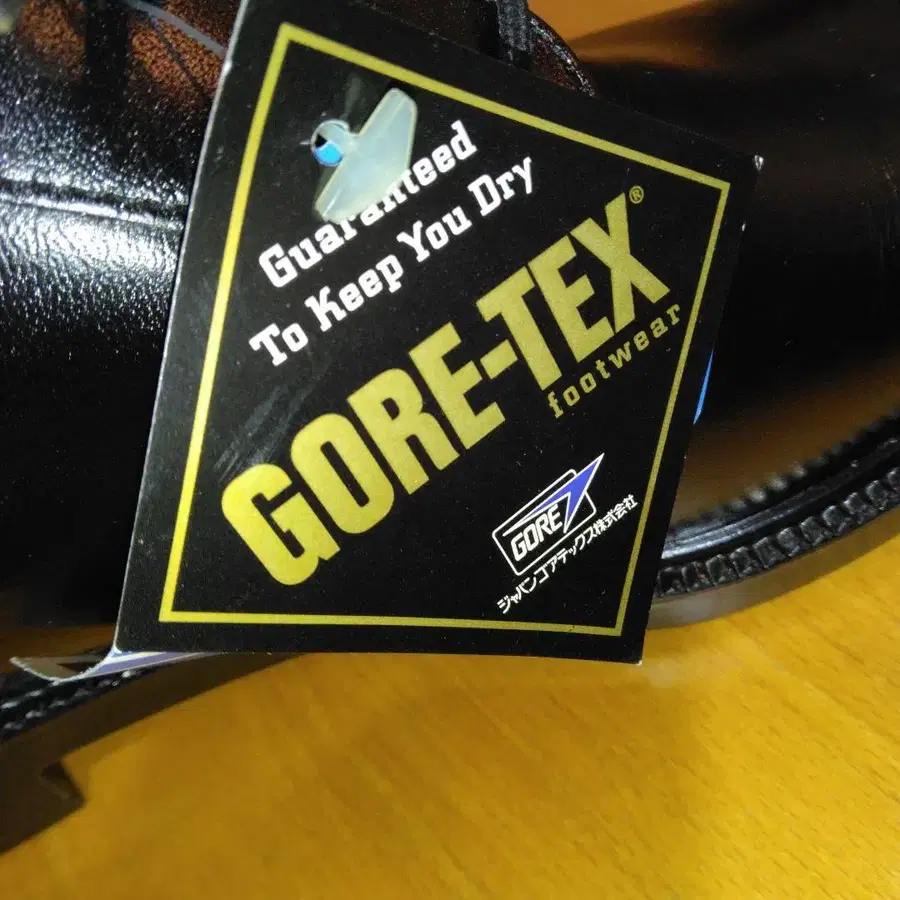 Guaranteed
To Keep You Dry
GORE-TEX®
footwear
GORE
ジャパンゴアテックス株式会社